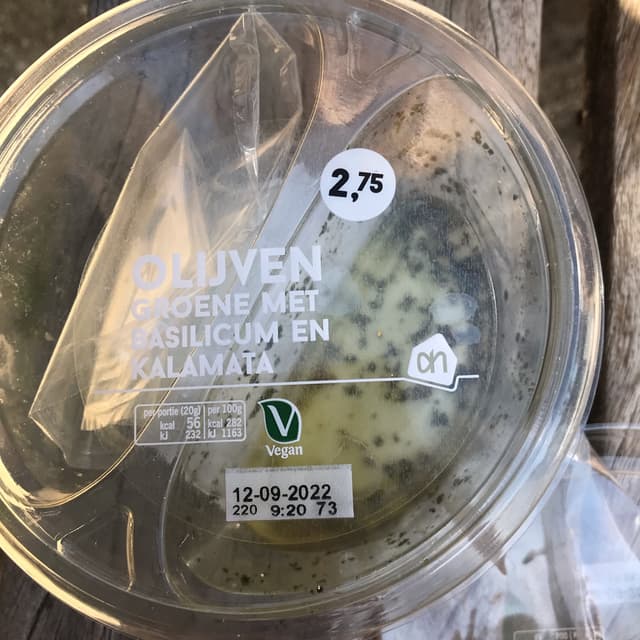 2,75
OLIJVEN
GROENE MET
BASILICUM EN
KALAMATA
ah
per portie (20g) per 100g
kcal 56 kcal 282
kJ 232 kJ 1163
V
Vegan
12-09-2022
220 9:20 73